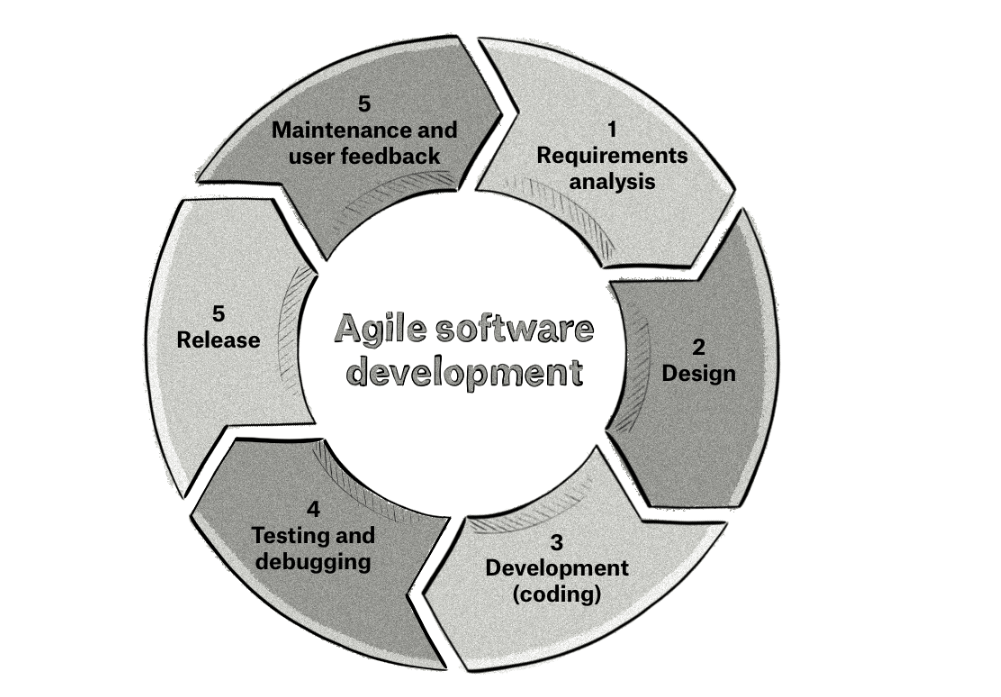 Agile software
development
1
Requirements
analysis
2
Design
3
Development
(coding)
4
Testing and
debugging
5
Release
5
Maintenance and
user feedback